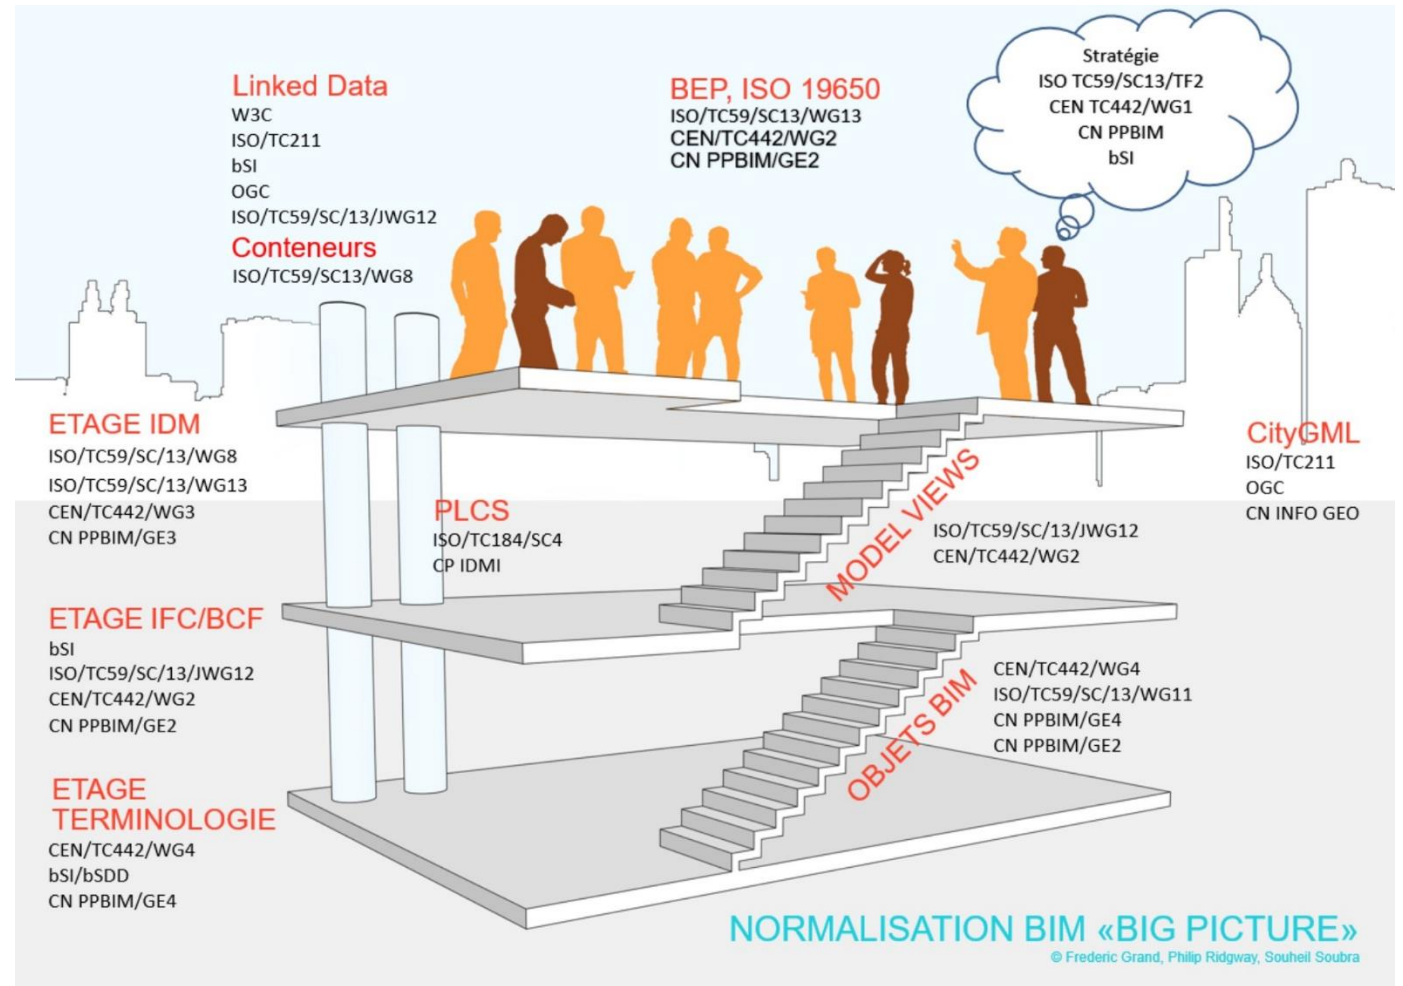 Linked Data
W3C
ISO/TC211
bSI
OGC
ISO/TC59/SC/13/JWG12
Conteneurs
ISO/TC59/SC13/WG8
BEP, ISO 19650
ISO/TC59/SC13/WG13
CEN/TC442/WG2
CN PPBIM/GE2
Stratégie
ISO TC59/SC13/TF2
CEN TC442/WG1
CN PPBIM
bSI
ETAGE IDM
ISO/TC59/SC/13/WG8
ISO/TC59/SC/13/WG13
CEN/TC442/WG3
CN PPBIM/GE3
PLCS
ISO/TC184/SC4
CP IDMI
MODEL VIEWS
ISO/TC59/SC/13/JWG12
CEN/TC442/WG2
CityGML
ISO/TC211
OGC
CN INFO GEO
ETAGE IFC/BCF
bSI
ISO/TC59/SC/13/JWG12
CEN/TC442/WG2
CN PPBIM/GE2
OBJETS BIM
CEN/TC442/WG4
ISO/TC59/SC/13/WG11
CN PPBIM/GE4
CN PPBIM/GE2
ETAGE
TERMINOLOGIE
CEN/TC442/WG4
bSI/bSDD
CN PPBIM/GE4
NORMALISATION BIM «BIG PICTURE»
© Frederic Grand, Philip Ridgway, Souheil Soubra